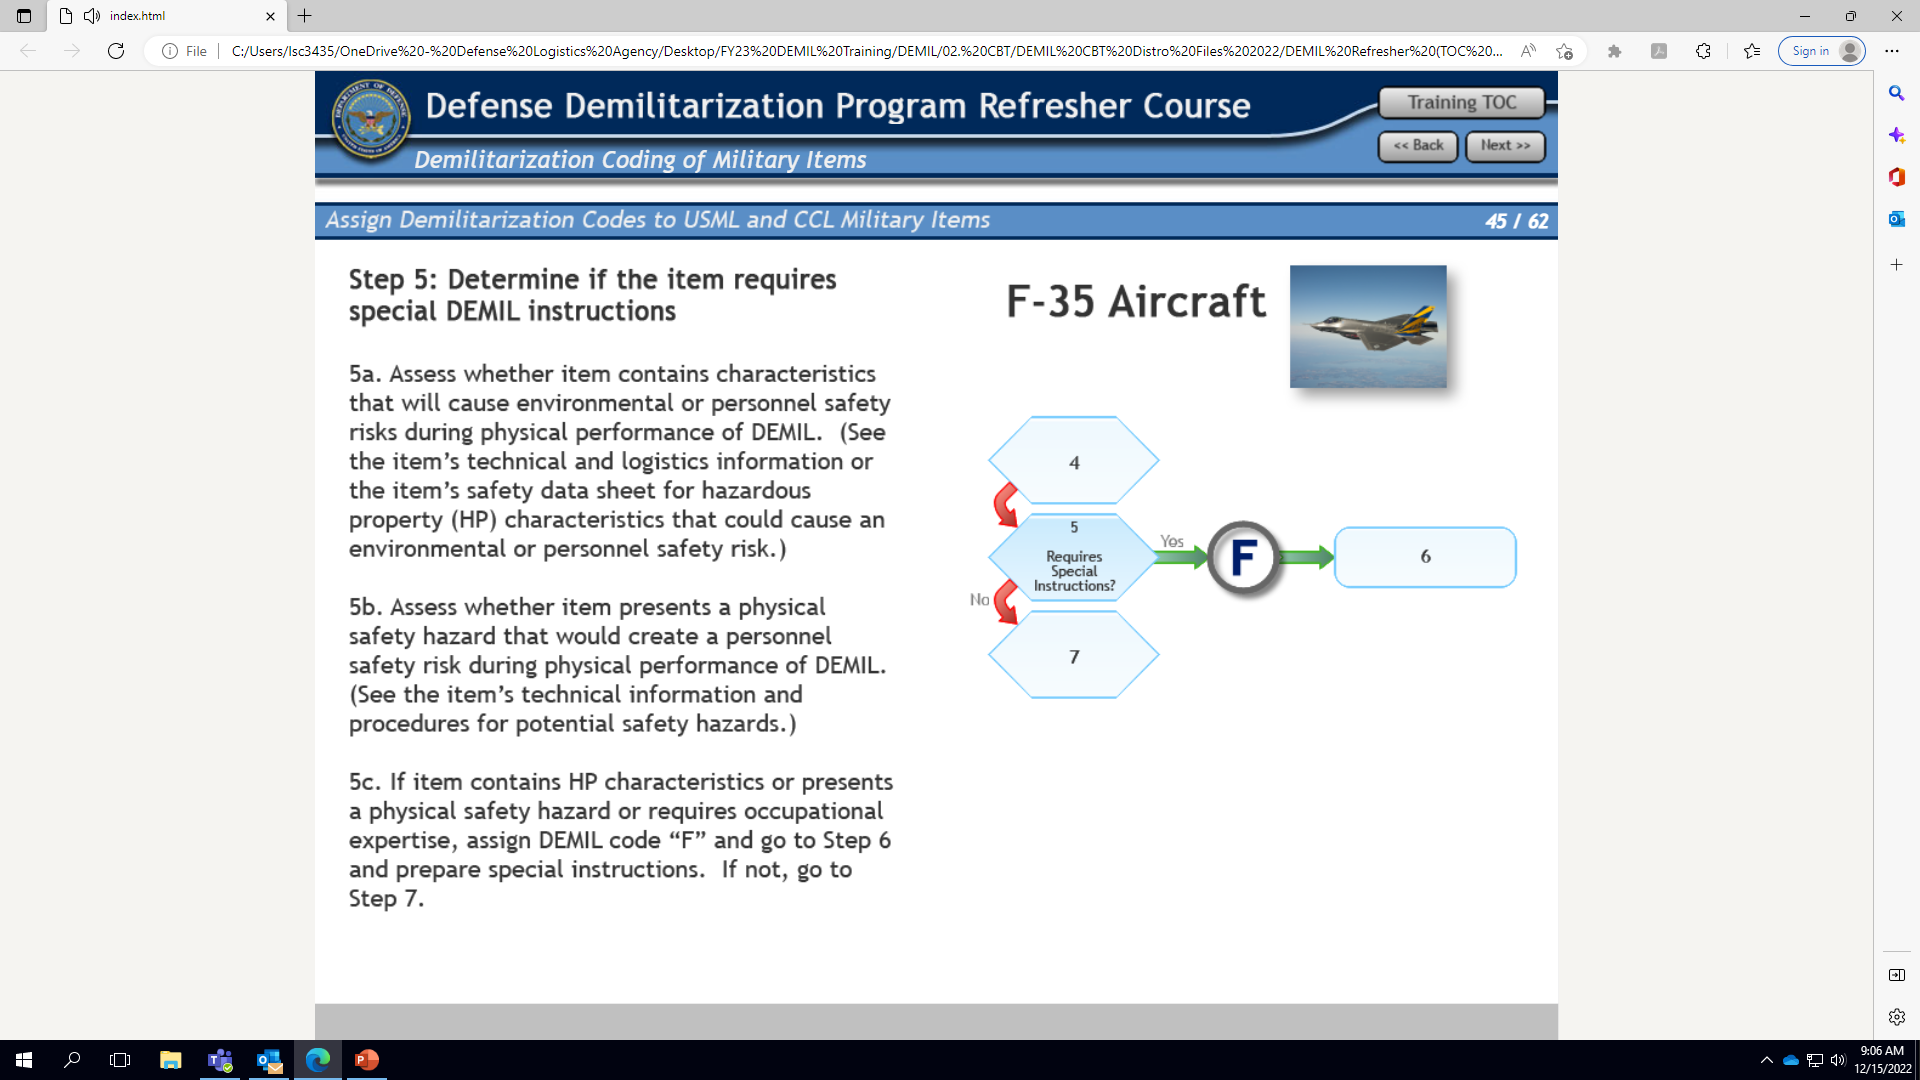 index.html
File
C:/Users/lsc3435/OneDrive%20-%20Defense%20Logistics%20Agency/Desktop/FY23%20DEMIL%20Training/DEMIL/02.%20CBT/DEMIL%20CBT%20Distro%20Files%202022/DEMIL%20Refresher%20(TOC%20...
Sign in
Defense Demilitarization Program Refresher Course
Training TOC
<< Back
Next >>
Demilitarization Coding of Military Items
Assign Demilitarization Codes to USML and CCL Military Items
45 / 62
Step 5: Determine if the item requires
special DEMIL instructions
F-35 Aircraft
5a. Assess whether item contains characteristics
that will cause environmental or personnel safety
risks during physical performance of DEMIL.  (See
the item’s technical and logistics information or
the item’s safety data sheet for hazardous
property (HP) characteristics that could cause an
environmental or personnel safety risk.)
5b. Assess whether item presents a physical
safety hazard that would create a personnel
safety risk during physical performance of DEMIL.
(See the item’s technical information and
procedures for potential safety hazards.)
5c. If item contains HP characteristics or presents
a physical safety hazard or requires occupational
expertise, assign DEMIL code “F” and go to Step 6
and prepare special instructions.  If not, go to
Step 7.
4
5
Requires
Special
Instructions?
Yes
F
6
No
7
9:06 AM
12/15/2022